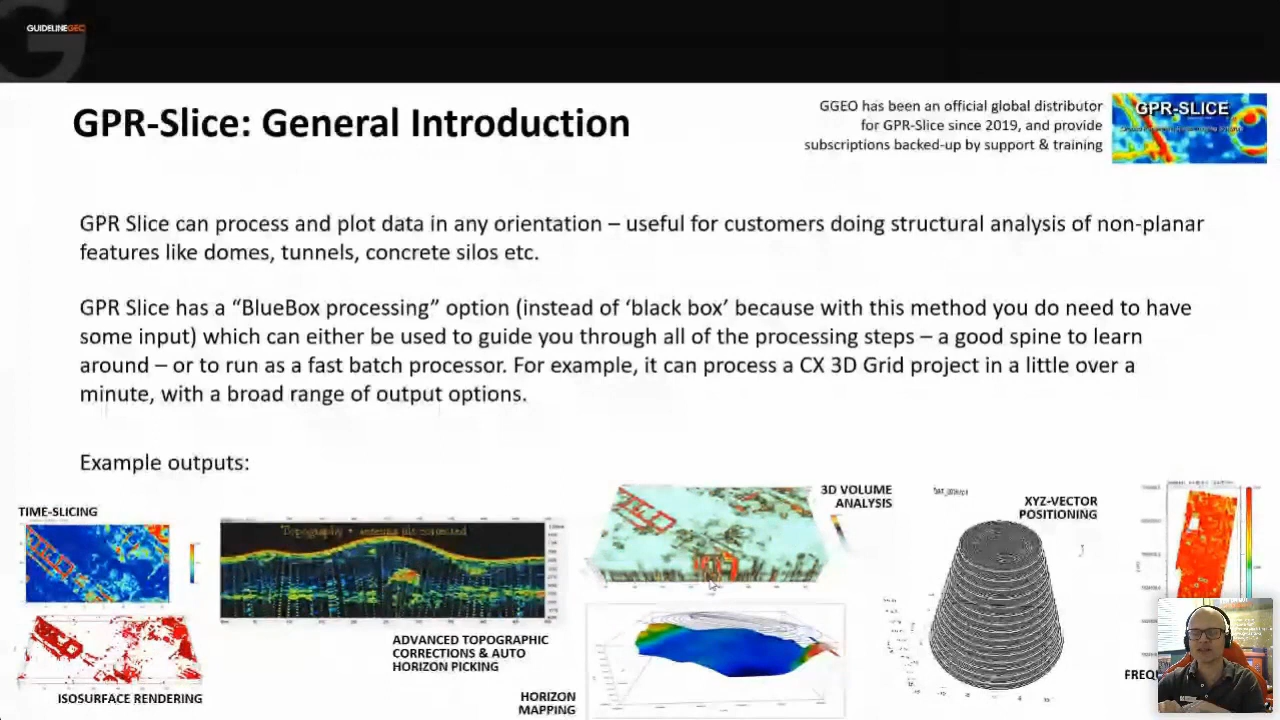 GUIDELINEGEO
GPR-Slice: General Introduction
GGEO has been an official global distributor
for GPR-Slice since 2019, and provide
subscriptions backed-up by support & training
GPR-SLICE
GPR Slice can process and plot data in any orientation – useful for customers doing structural analysis of non-planar
features like domes, tunnels, concrete silos etc.
GPR Slice has a “BlueBox processing” option (instead of ‘black box’ because with this method you do need to have
some input) which can either be used to guide you through all of the processing steps – a good spine to learn
around – or to run as a fast batch processor. For example, it can process a CX 3D Grid project in a little over a
minute, with a broad range of output options.
Example outputs:
TIME-SLICING
Topography + antenna tilt corrected
3D VOLUME
ANALYSIS
XYZ-VECTOR
POSITIONING
ADVANCED TOPOGRAPHIC
CORRECTIONS & AUTO
HORIZON PICKING
ISOSURFACE RENDERING
HORIZON
MAPPING
FREQU